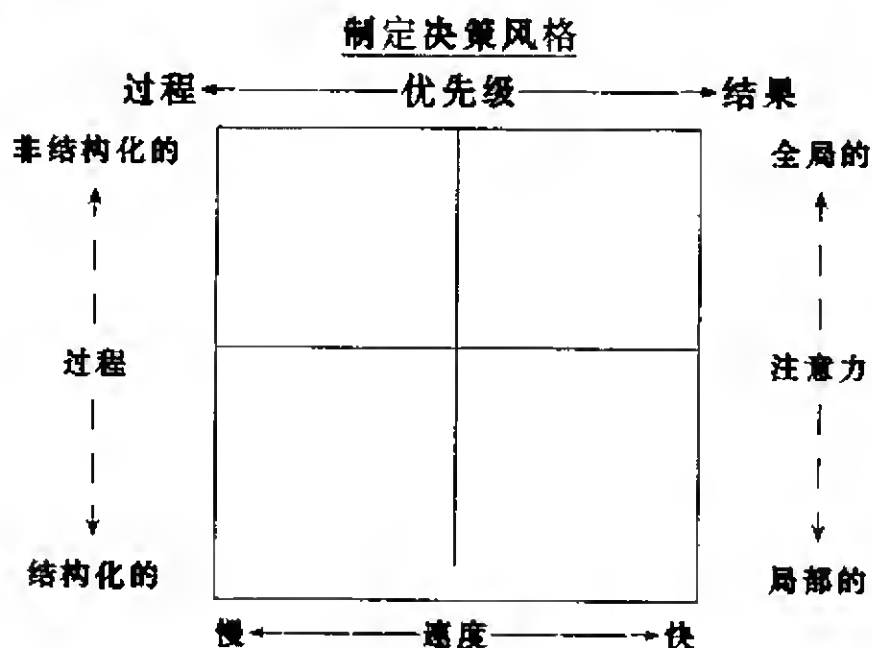 制定决策风格
过程 优先级 结果
非结构化的 全局的
过程 注意力
结构化的 局部的
慢 速度 快